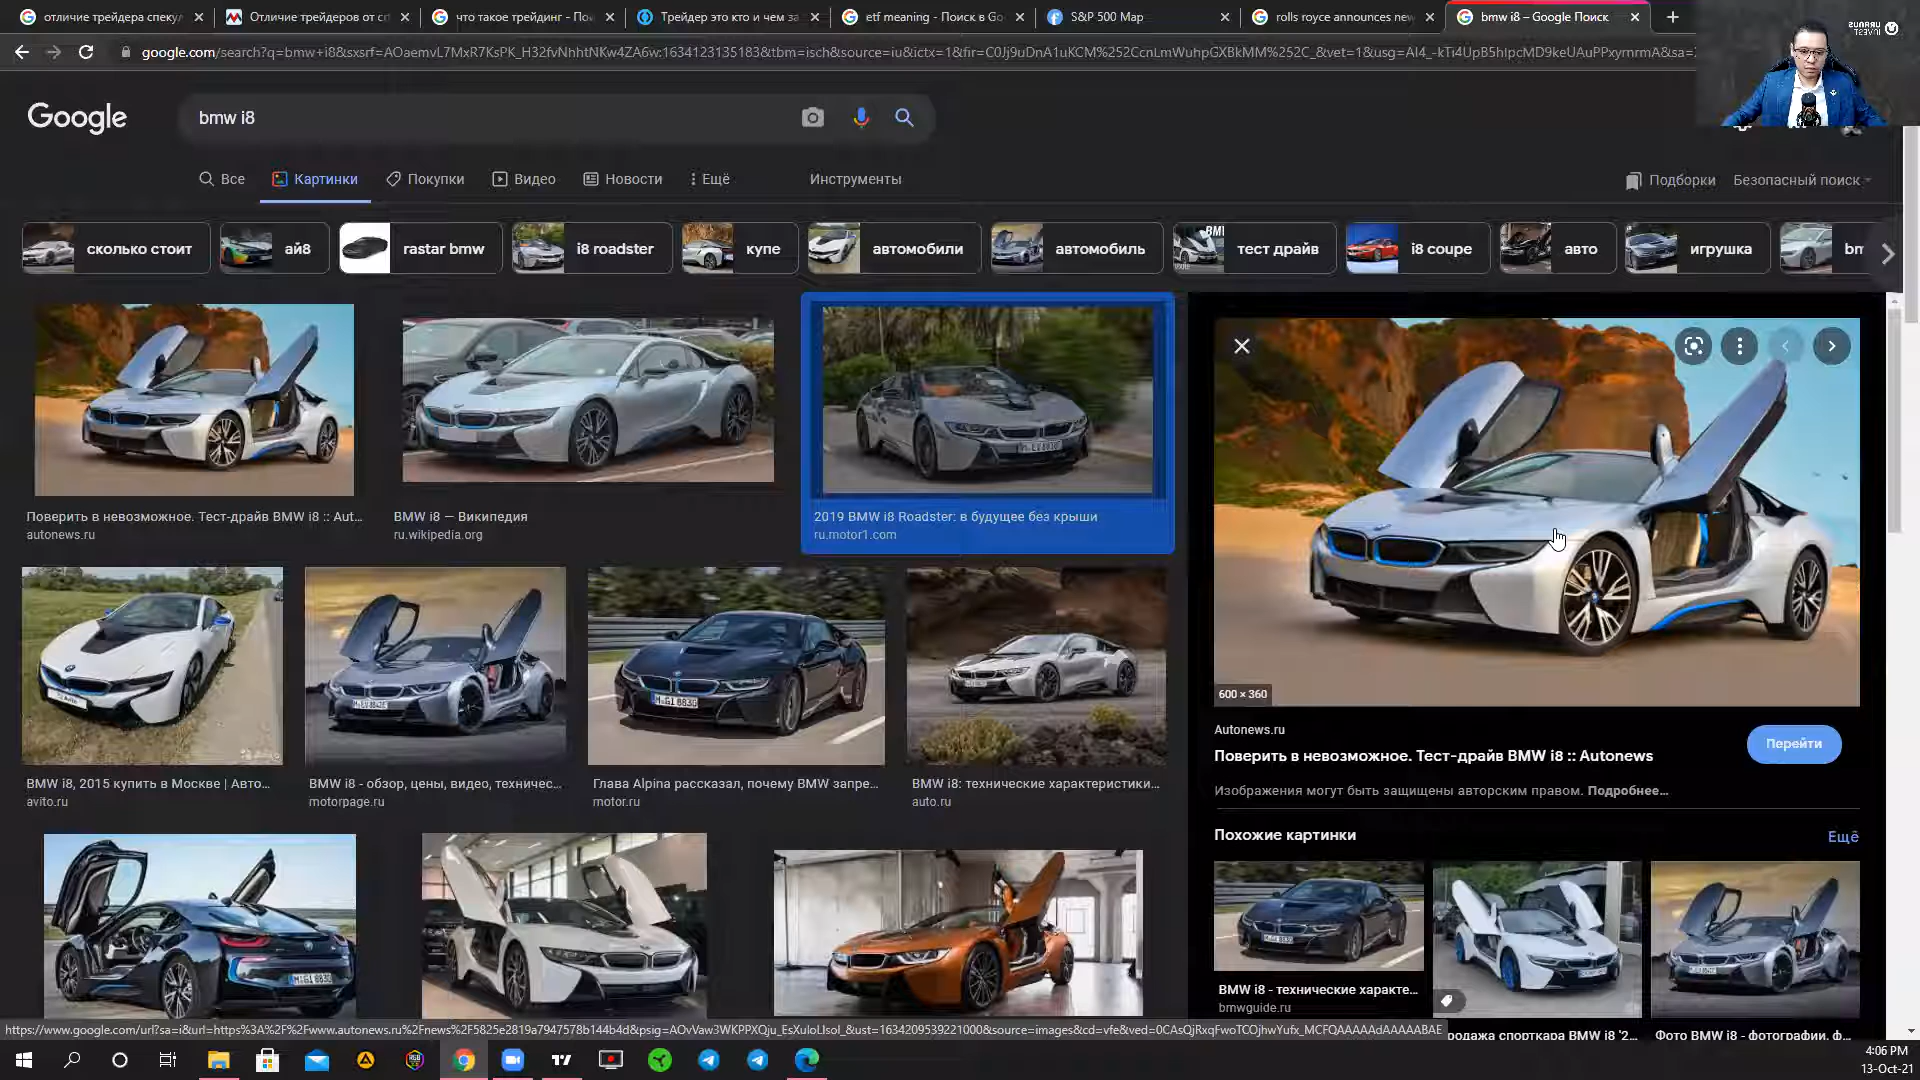 отличие трейдера спеку
Отличие трейдеров от сп
что такое трейдинг - По
Трейдер это кто и чем за
etf meaning - Поиск в Go
S&P 500 Map
rolls royce announces new
bmw i8 – Google Поиск
Google
bmw i8
Все
Картинки
Покупки
Видео
Новости
Ещё
Инструменты
Подборки
Безопасный поиск
сколько стоит
ай8
rastar bmw
i8 roadster
купе
автомобили
автомобиль
тест драйв
i8 coupe
авто
игрушка
Поверить в невозможное. Тест-драйв BMW i8 :: Aut...
autonews.ru
BMW i8 — Википедия
ru.wikipedia.org
2019 BMW i8 Roadster: в будущее без крыши
ru.motor1.com
600 × 360
Autonews.ru
Поверить в невозможное. Тест-драйв BMW i8 :: Autonews
Перейти
Изображения могут быть защищены авторским правом. Подробнее...
BMW i8, 2015 купить в Москве | Авто...
avito.ru
BMW i8 - обзор, цены, видео, техничес...
motorpage.ru
Глава Alpina рассказал, почему BMW запре...
motor.ru
BMW i8: технические характеристики...
auto.ru
Похожие картинки
Ещё
BMW i8 - технические характе...
bmwguide.ru
родажа спорткара BMW i8 '2...
Фото BMW i8 - фотографии, ф...
4:06 PM
13-Oct-21